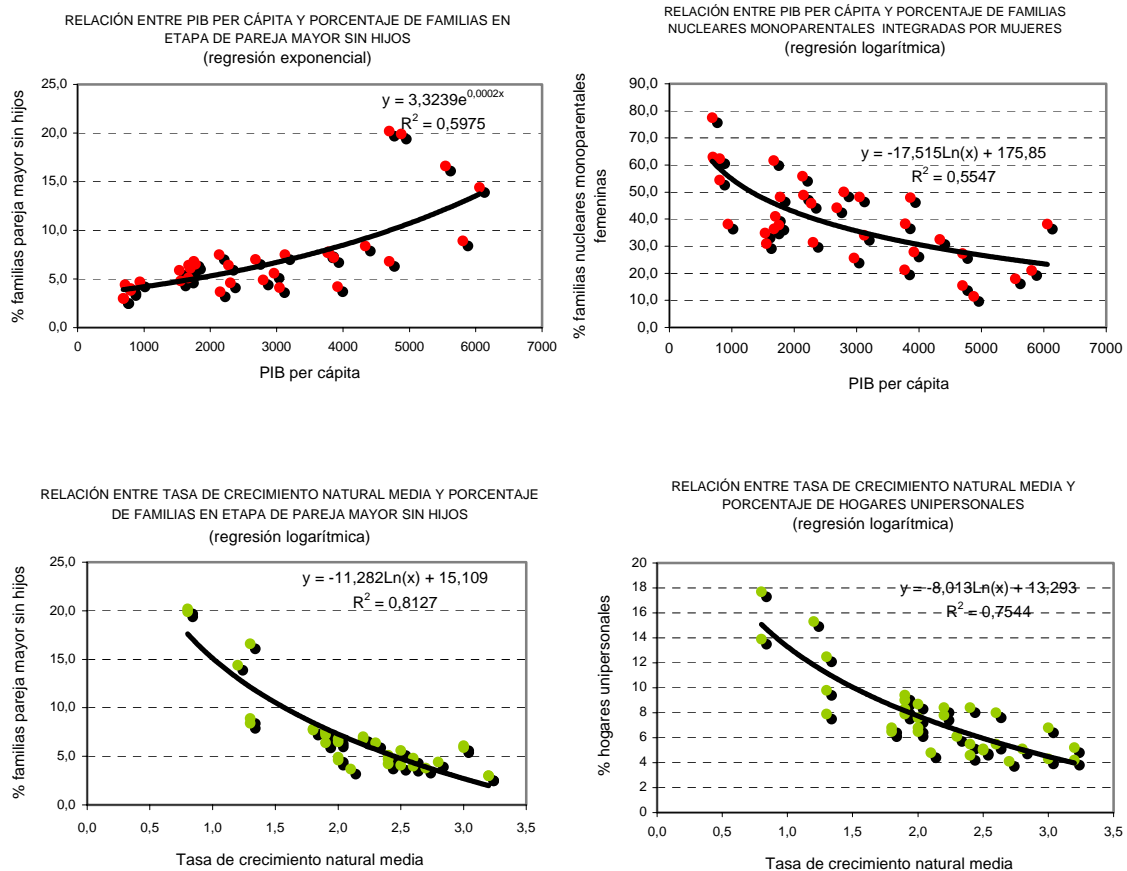 RELACIÓN ENTRE PIB PER CÁPITA Y PORCENTAJE DE FAMILIAS EN
ETAPA DE PAREJA MAYOR SIN HIJOS
(regresión exponencial)
25,0
20,0
15,0
10,0
5,0
0,0
% familias pareja mayor sin hijos
y = 3,3239e^0,0002x
R² = 0,5975
0
1000
2000
3000
4000
5000
6000
7000
PIB per cápita
RELACIÓN ENTRE PIB PER CÁPITA Y PORCENTAJE DE FAMILIAS
NUCLEARES MONOPARENTALES INTEGRADAS POR MUJERES
(regresión logarítmica)
90,0
80,0
70,0
60,0
50,0
40,0
30,0
20,0
10,0
0,0
% familias nucleares monoparentales
femeninas
y = -17,515Ln(x) + 175,85
R² = 0,5547
0
1000
2000
3000
4000
5000
6000
7000
PIB per cápita
RELACIÓN ENTRE TASA DE CRECIMIENTO NATURAL MEDIA Y PORCENTAJE
DE FAMILIAS EN ETAPA DE PAREJA MAYOR SIN HIJOS
(regresión logarítmica)
25,0
20,0
15,0
10,0
5,0
0,0
% familias pareja mayor sin hijos
y = -11,282Ln(x) + 15,109
R² = 0,8127
0,0
0,5
1,0
1,5
2,0
2,5
3,0
3,5
Tasa de crecimiento natural media
RELACIÓN ENTRE TASA DE CRECIMIENTO NATURAL MEDIA Y
PORCENTAJE DE HOGARES UNIPERSONALES
(regresión logarítmica)
20
18
16
14
12
10
8
6
4
2
0
% hogares unipersonales
y = -8,013Ln(x) + 13,293
R² = 0,7544
0,0
0,5
1,0
1,5
2,0
2,5
3,0
3,5
Tasa de crecimiento natural media